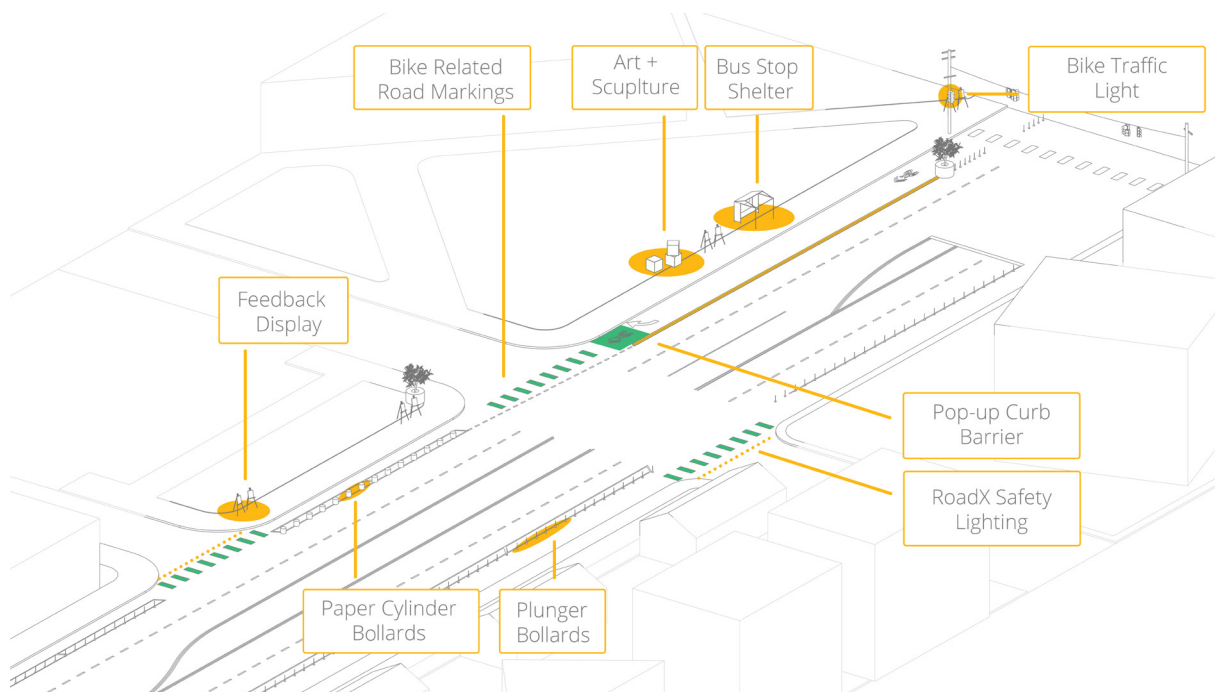 Bike Related
Road Markings
Art +
Scuplture
Bus Stop
Shelter
Bike Traffic
Light
Feedback
Display
Pop-up Curb
Barrier
RoadX Safety
Lighting
Paper Cylinder
Bollards
Plunger
Bollards